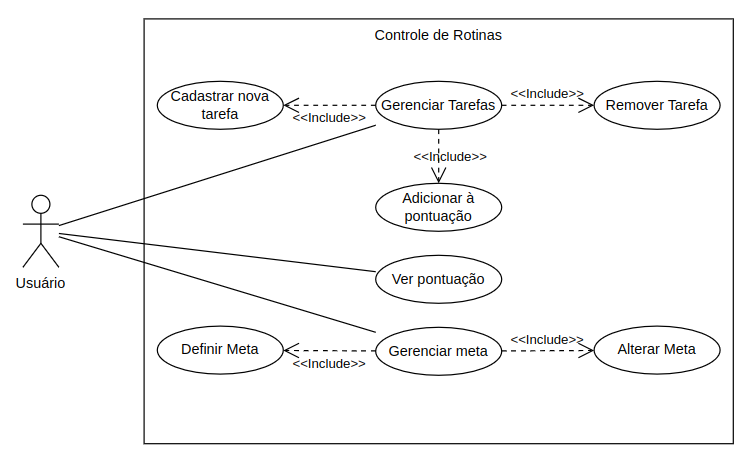 Controle de Rotinas
Cadastrar nova
tarefa
<<Include>>
Gerenciar Tarefas
<<Include>>
Remover Tarefa
<<Include>>
Adicionar à
pontuação
Usuário
Ver pontuação
Definir Meta
<<Include>>
Gerenciar meta
<<Include>>
Alterar Meta